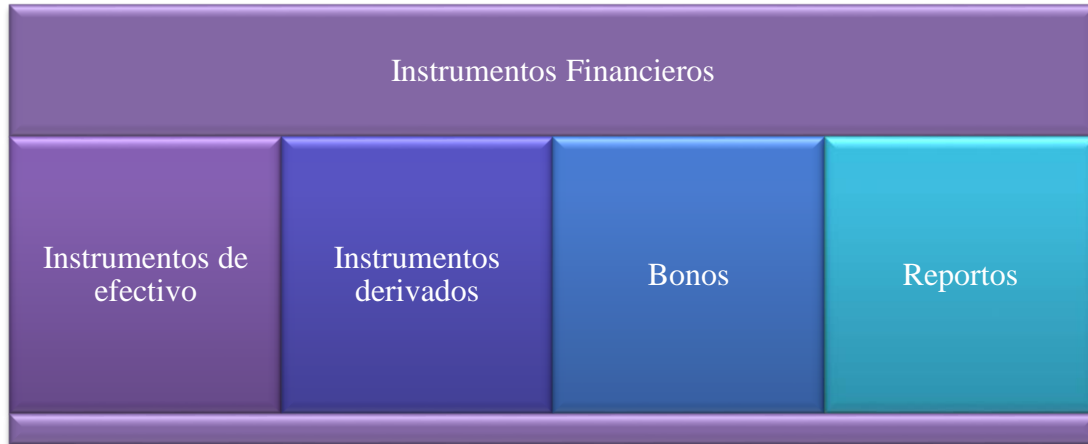 Instrumentos Financieros
Instrumentos de
efectivo
Instrumentos
derivados
Bonos
Reportos